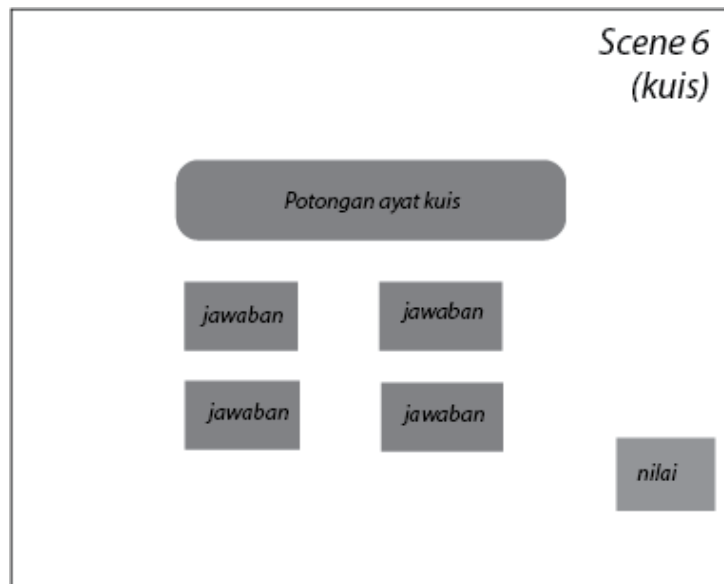 Scene 6
(kuis)
Potongan ayat kuis
jawaban
jawaban
jawaban
jawaban
nilai